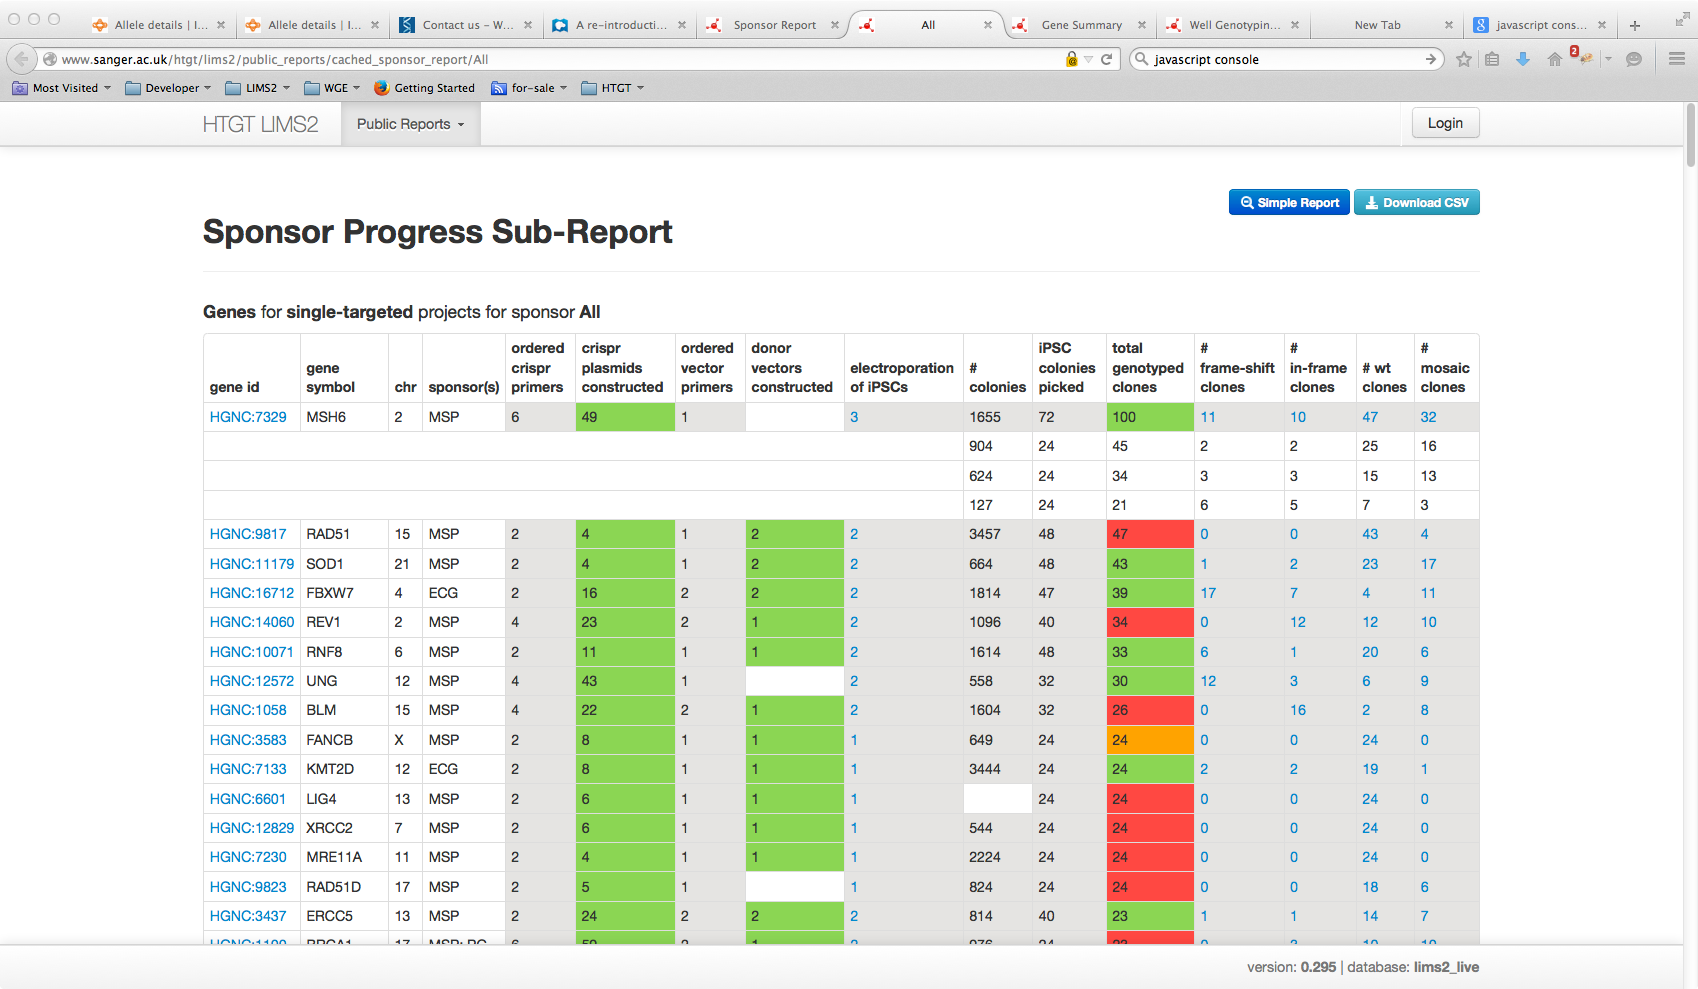 Allele details | I...
Allele details | I...
Contact us – W...
A re-introducti...
Sponsor Report
All
Gene Summary
Well Genotypin...
New Tab
javascript cons...
www.sanger.ac.uk/htgt/lims2/public_reports/cached_sponsor_report/All
javascript console
2
Most Visited
Developer
LIMS2
WGE
Getting Started
for-sale
HTGT
HTGT LIMS2
Public Reports
Login
Simple Report
Download CSV
Sponsor Progress Sub-Report
Genes for single-targeted projects for sponsor All
gene id gene symbol chr sponsor(s) ordered crispr primers crispr plasmids constructed ordered vector primers donor vectors constructed electroporation of iPSCs # colonies iPSC colonies picked total genotyped clones # frame-shift clones # in-frame clones # wt clones # mosaic clones
HGNC:7329 MSH6 2 MSP 6 49 1 3 1655 72 100 11 10 47 32
904 24 45 2 2 25 16
624 24 34 3 3 15 13
127 24 21 6 5 7 3
HGNC:9817 RAD51 15 MSP 2 4 1 2 2 3457 48 47 0 0 43 4
HGNC:11179 SOD1 21 MSP 2 4 1 2 2 664 48 43 1 2 23 17
HGNC:16712 FBXW7 4 ECG 2 16 2 2 2 1814 47 39 17 7 4 11
HGNC:14060 REV1 2 MSP 4 23 2 1 2 1096 40 34 0 12 12 10
HGNC:10071 RNF8 6 MSP 2 11 1 1 2 1614 48 33 6 1 20 6
HGNC:12572 UNG 12 MSP 4 43 1 2 558 32 30 12 3 6 9
HGNC:1058 BLM 15 MSP 4 22 2 1 2 1604 32 26 0 16 2 8
HGNC:3583 FANCB X MSP 2 8 1 1 1 649 24 24 0 0 24 0
HGNC:7133 KMT2D 12 ECG 2 8 1 1 1 3444 24 24 2 2 19 1
HGNC:6601 LIG4 13 MSP 2 6 1 1 1 24 24 0 0 24 0
HGNC:12829 XRCC2 7 MSP 2 6 1 1 1 544 24 24 0 0 24 0
HGNC:7230 MRE11A 11 MSP 2 4 1 1 1 2224 24 24 0 0 24 0
HGNC:9823 RAD51D 17 MSP 2 5 1 1 824 24 24 0 0 18 6
HGNC:3437 ERCC5 13 MSP 2 24 2 2 2 814 40 23 1 1 14 7
version: 0.295 | database: lims2_live